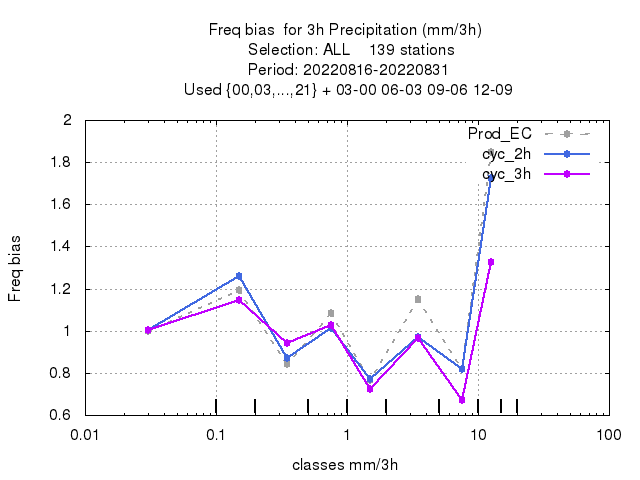 Freq bias  for 3h Precipitation (mm/3h)
Selection: ALL    139 stations
Period: 20220816-20220831
Used {00,03,...,21} + 03-00 06-03 09-06 12-09
Prod_EC
cyc_2h
cyc_3h
2
1.8
1.6
1.4
1.2
1
0.8
0.6
Freq bias
0.01
0.1
1
10
100
classes mm/3h